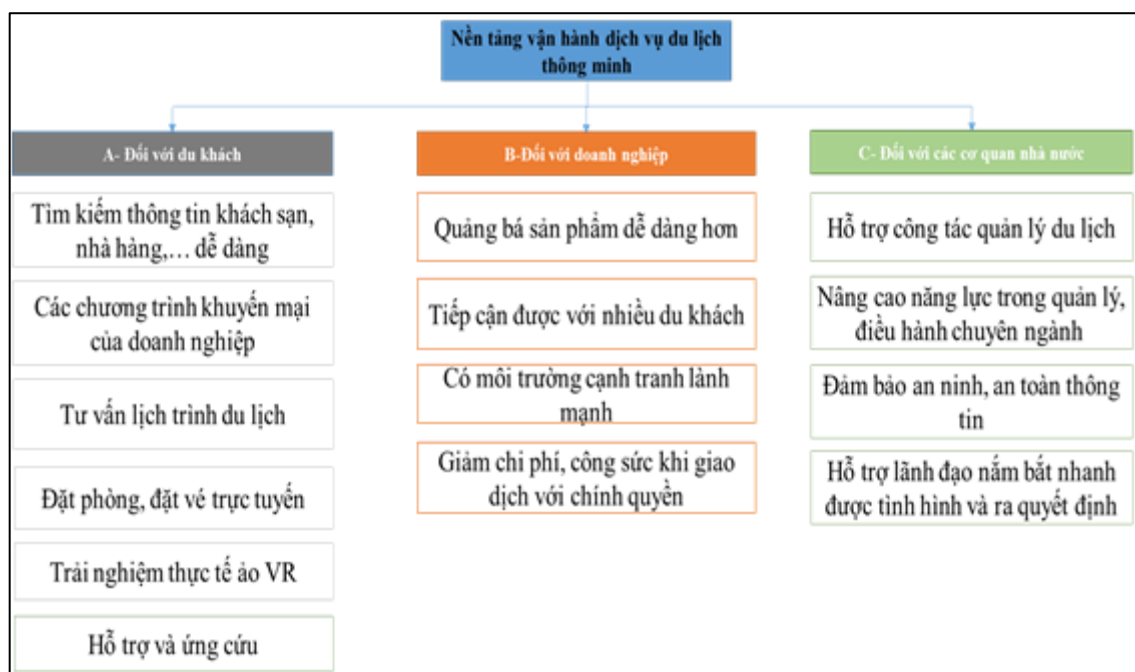 Nền tảng vận hành dịch vụ du lịch
thông minh
A- Đối với du khách
Tìm kiếm thông tin khách sạn,
nhà hàng,... dễ dàng
Các chương trình khuyến mại
của doanh nghiệp
Tư vấn lịch trình du lịch
Đặt phòng, đặt vé trực tuyến
Trải nghiệm thực tế ảo VR
Hỗ trợ và ứng cứu
B-Đối với doanh nghiệp
Quảng bá sản phẩm dễ dàng hơn
Tiếp cận được với nhiều du khách
Có môi trường cạnh tranh lành
mạnh
Giảm chi phí, công sức khi giao
dịch với chính quyền
C- Đối với các cơ quan nhà nước
Hỗ trợ công tác quản lý du lịch
Nâng cao năng lực trong quản lý,
điều hành chuyên ngành
Đảm bảo an ninh, an toàn thông
tin
Hỗ trợ lãnh đạo nắm bắt nhanh
được tình hình và ra quyết định